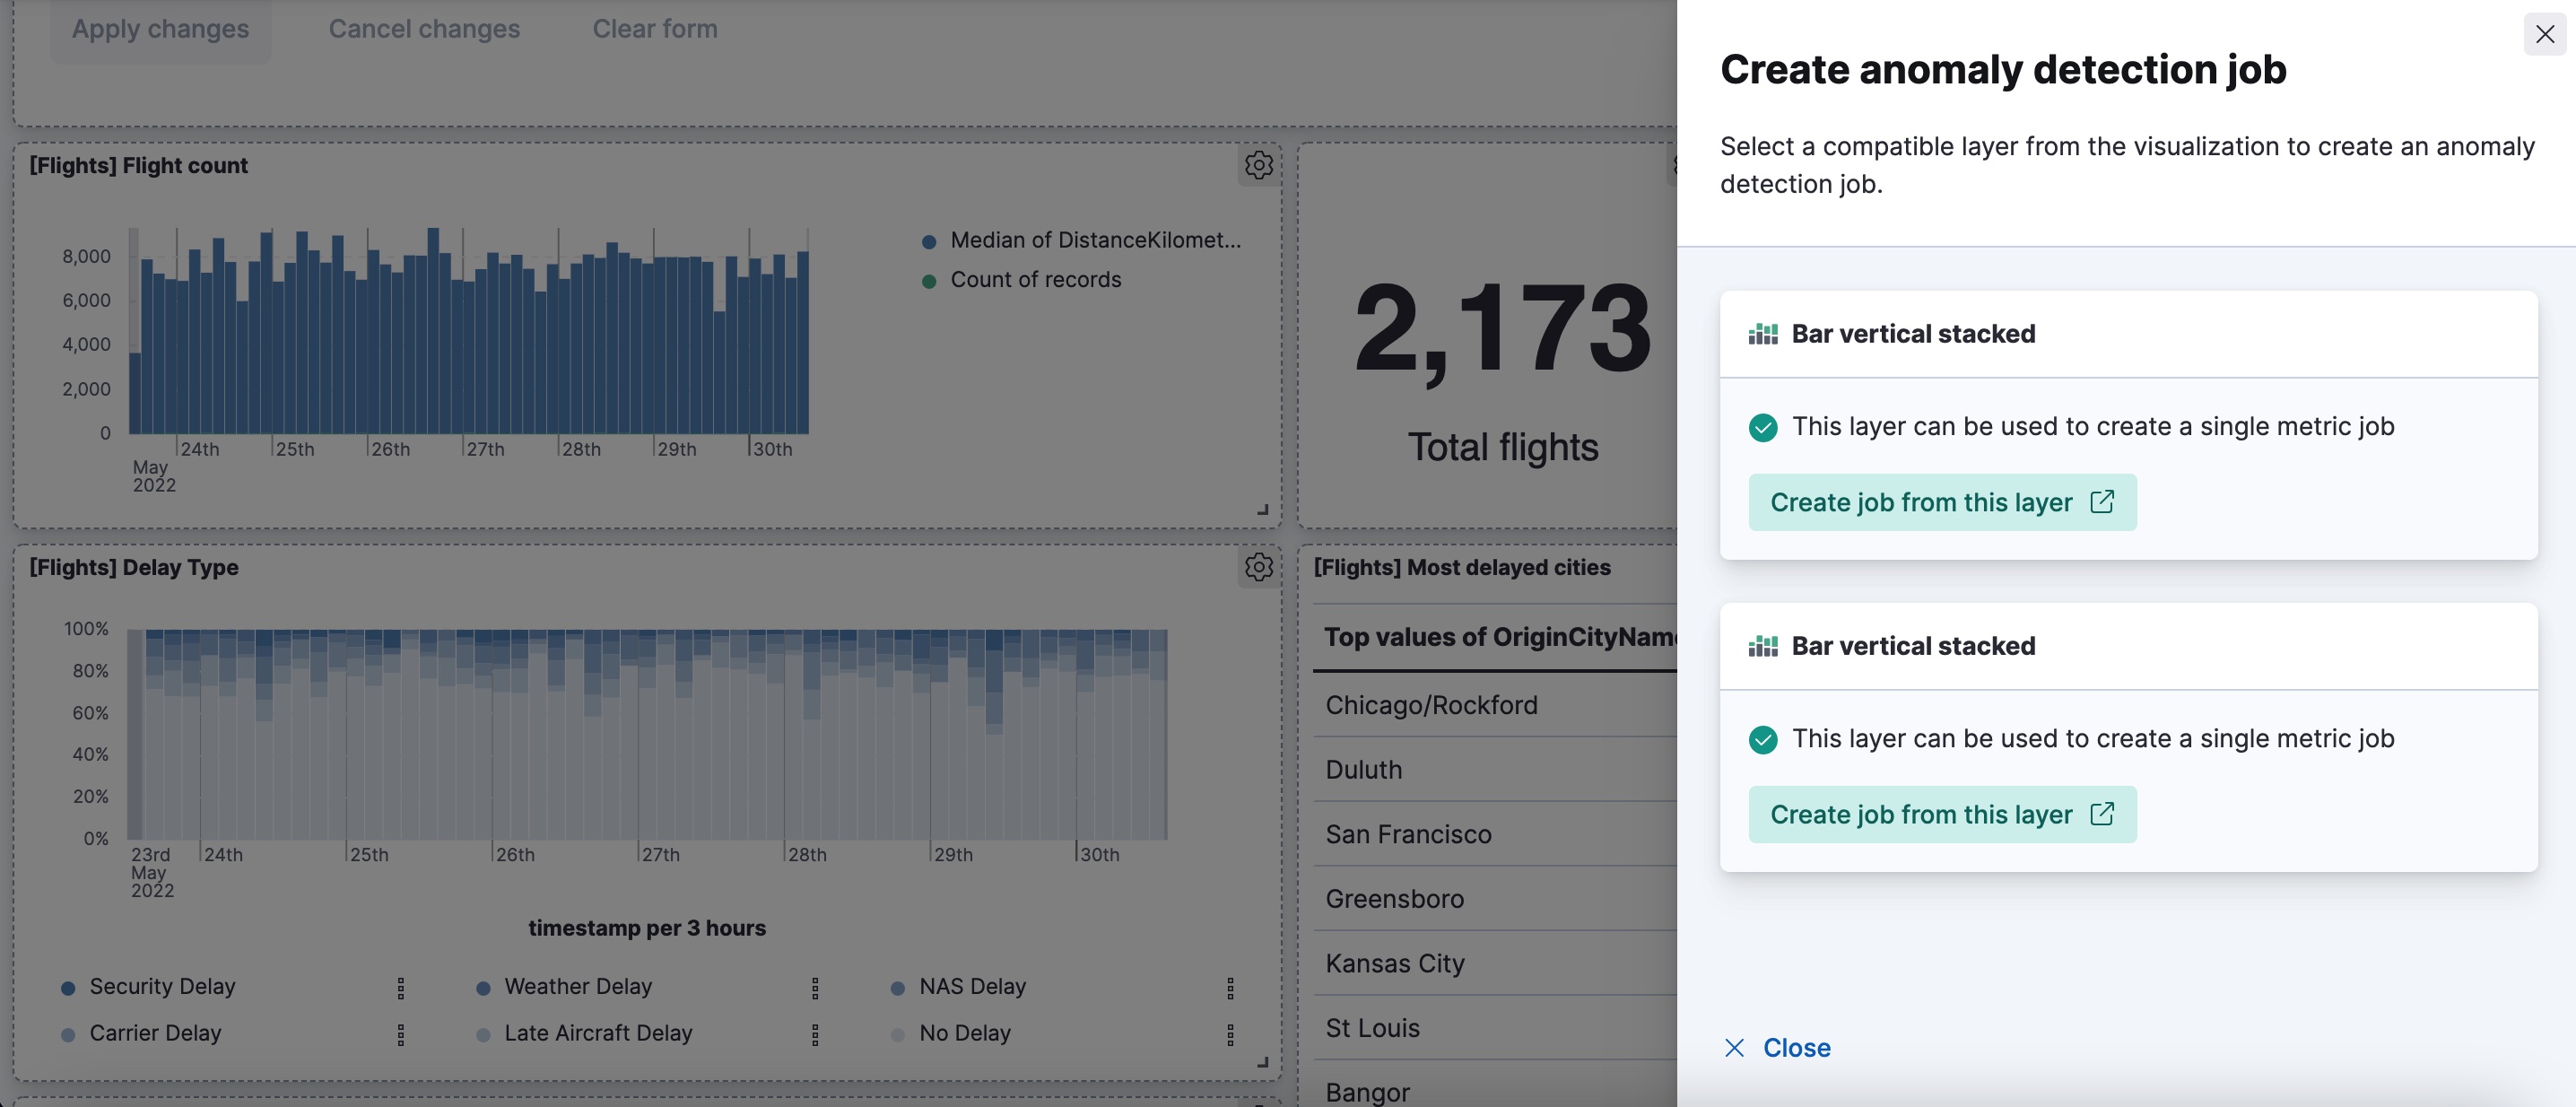 Apply changes
Cancel changes
Clear form
[Flights] Flight count
8,000
6,000
4,000
2,000
0
24th
25th
26th
27th
28th
29th
30th
May
2022
Median of DistanceKilomet...
Count of records
2,173
Total flights
[Flights] Delay Type
100%
80%
60%
40%
20%
0%
23rd
24th
25th
26th
27th
28th
29th
30th
May
2022
timestamp per 3 hours
Security Delay
Weather Delay
NAS Delay
Carrier Delay
Late Aircraft Delay
No Delay
[Flights] Most delayed cities
Top values of OriginCityName
Chicago/Rockford
Duluth
San Francisco
Greensboro
Kansas City
St Louis
Bangor
Create anomaly detection job
Select a compatible layer from the visualization to create an anomaly
detection job.
Bar vertical stacked
This layer can be used to create a single metric job
Create job from this layer
Bar vertical stacked
This layer can be used to create a single metric job
Create job from this layer
Close